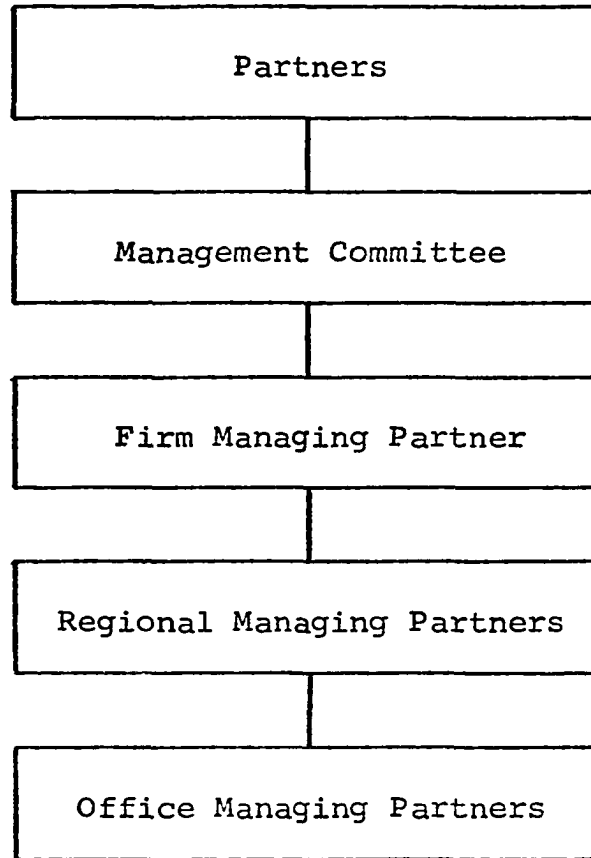 Partners
Management Committee
Firm Managing Partner
Regional Managing Partners
Office Managing Partners